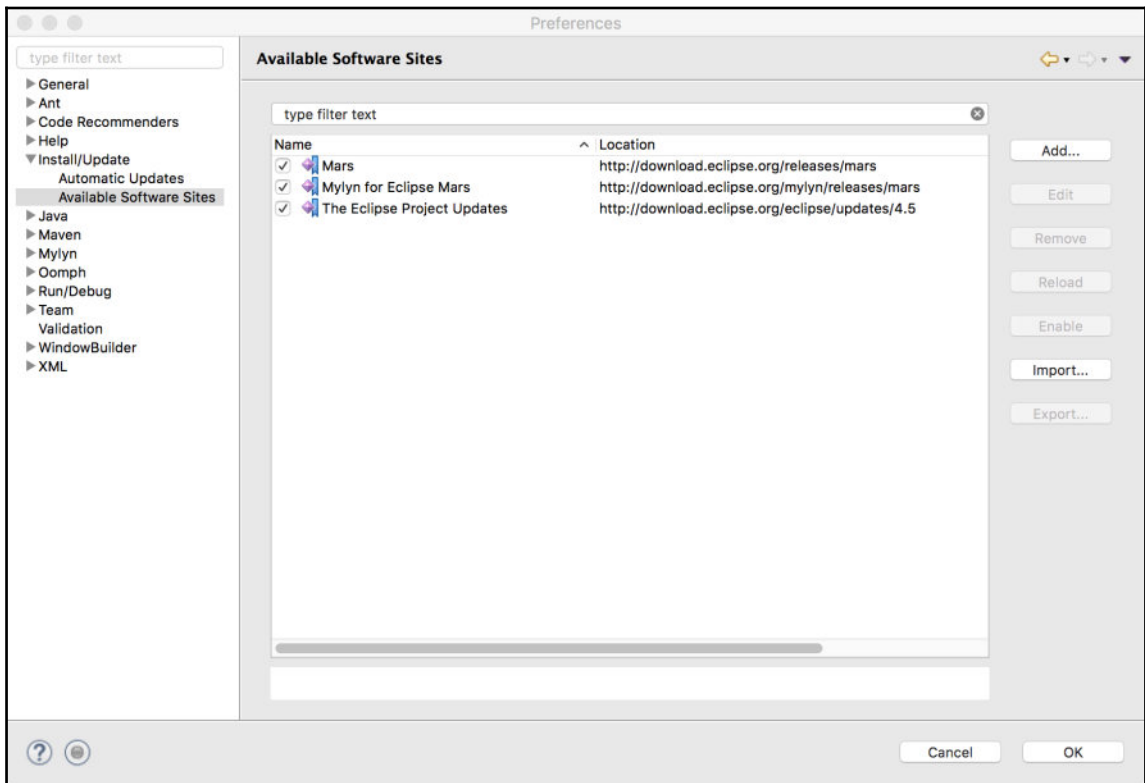 Preferences
type filter text
General
Ant
Code Recommenders
Help
Install/Update
Automatic Updates
Available Software Sites
Java
Maven
Mylyn
Oomph
Run/Debug
Team
Validation
WindowBuilder
XML
Available Software Sites
type filter text
Name Location
Mars http://download.eclipse.org/releases/mars
Mylyn for Eclipse Mars http://download.eclipse.org/mylyn/releases/mars
The Eclipse Project Updates http://download.eclipse.org/eclipse/updates/4.5
Add...
Edit
Remove
Reload
Enable
Import...
Export...
?
Cancel OK